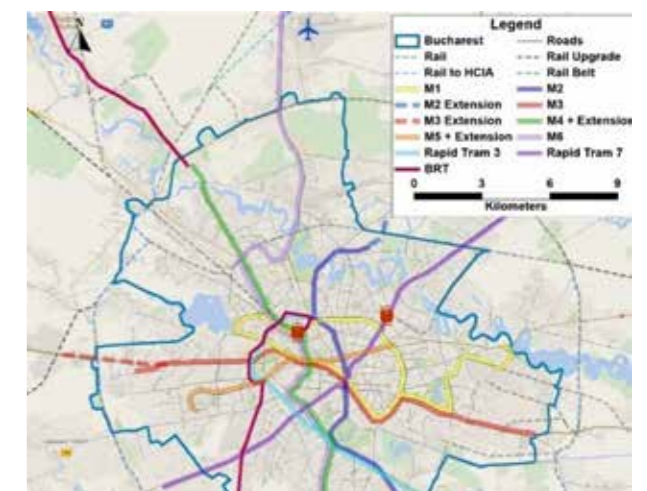 Legend
Bucharest
Roads
Rail
Rail Upgrade
Rail to HCIA
Rail Belt
M1
M2
M2 Extension
M3
M3 Extension
M4 + Extension
M5 + Extension
M6
Rapid Tram 3
Rapid Tram 7
BRT
0 3 6 9
Kilometers